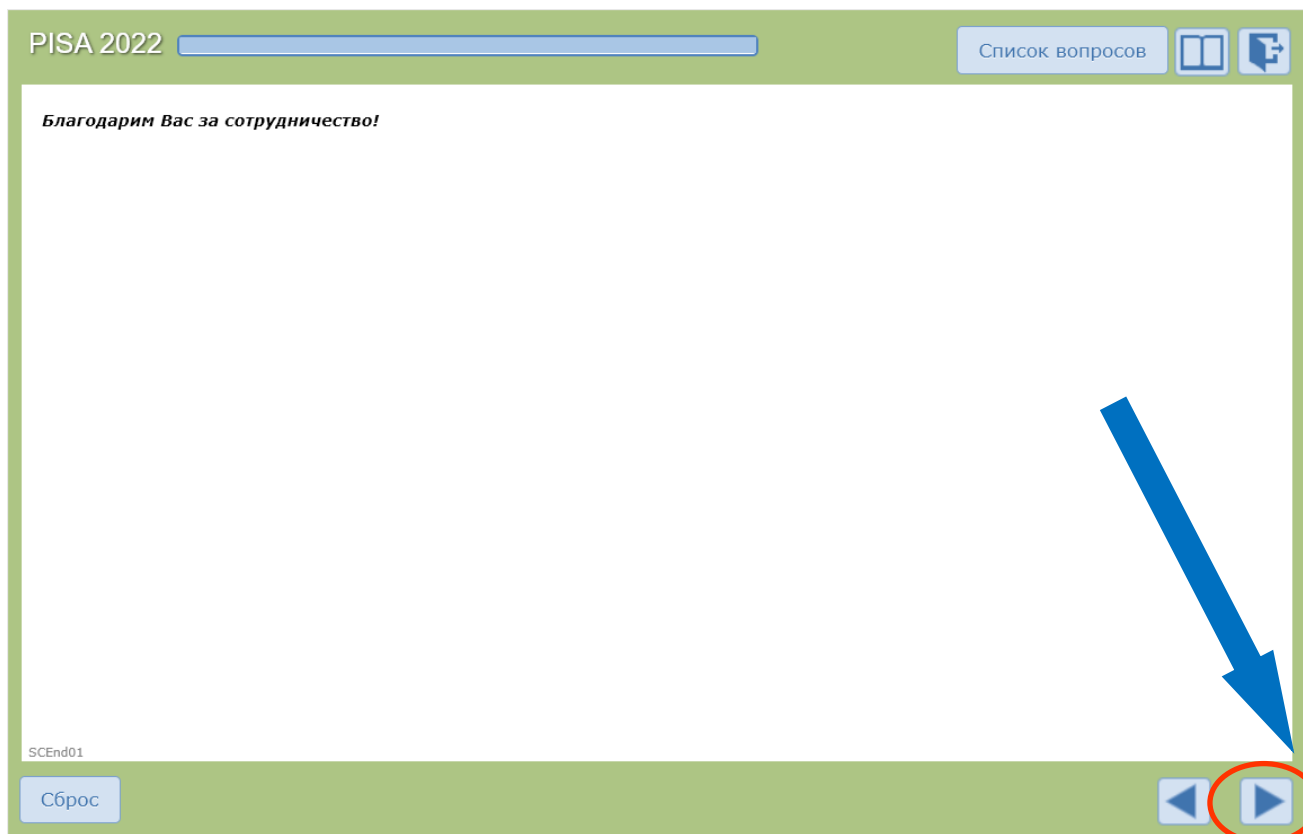 PISA 2022
Список вопросов
Благодарим Вас за сотрудничество!
SCEnd01
Сброс